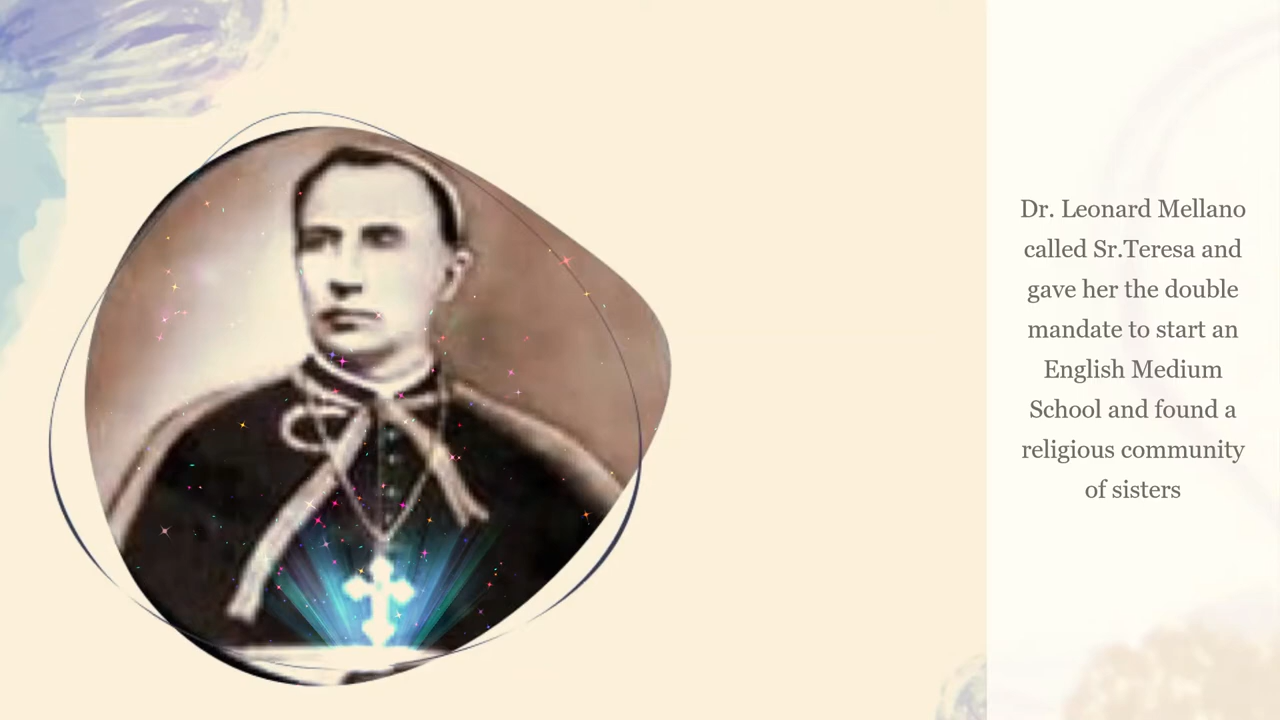 Dr. Leonard Mellano
called Sr.Teresa and
gave her the double
mandate to start an
English Medium
School and found a
religious community
of sisters